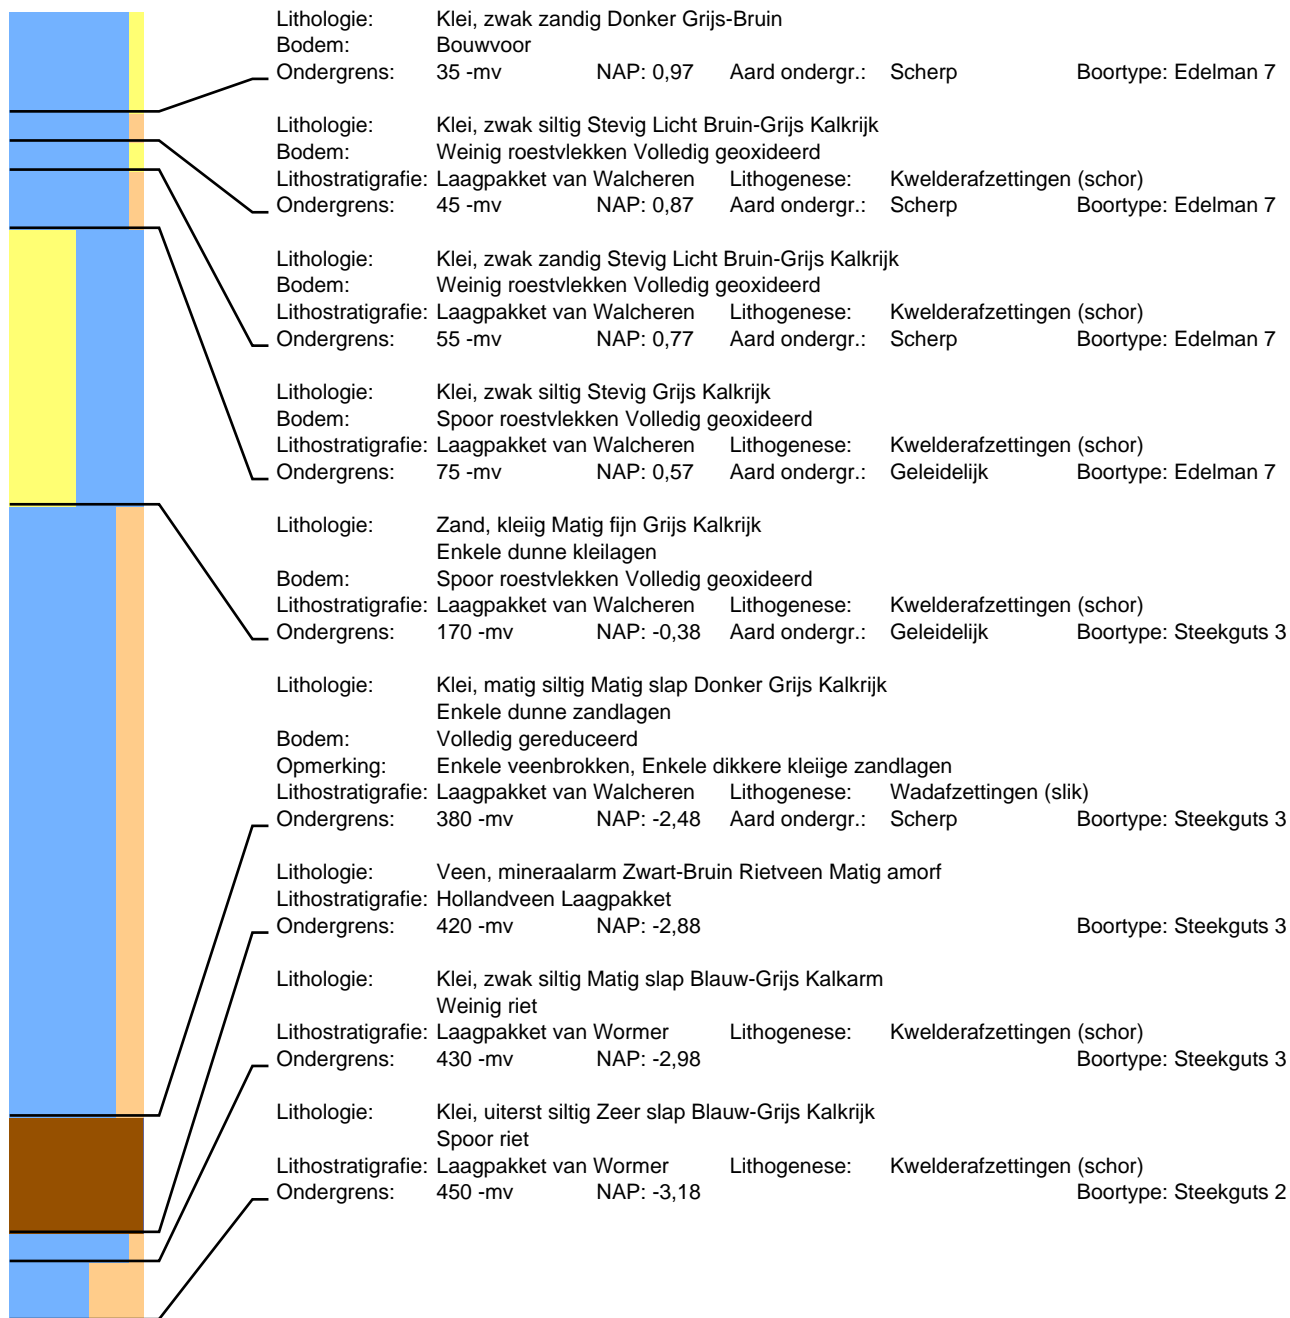 Lithologie: Klei, zwak zandig Donker Grijs-Bruin
Bodem: Bouwvoor
Ondergrens: 35 -mv NAP: 0,97 Aard ondergr.: Scherp Boortype: Edelman 7
Lithologie: Klei, zwak siltig Stevig Licht Bruin-Grijs Kalkrijk
Bodem: Weinig roestvlekken Volledig geoxideerd
Lithostratigrafie: Laagpakket van Walcheren Lithogenese: Kwelderafzettingen (schor)
Ondergrens: 45 -mv NAP: 0,87 Aard ondergr.: Scherp Boortype: Edelman 7
Lithologie: Klei, zwak zandig Stevig Licht Bruin-Grijs Kalkrijk
Bodem: Weinig roestvlekken Volledig geoxideerd
Lithostratigrafie: Laagpakket van Walcheren Lithogenese: Kwelderafzettingen (schor)
Ondergrens: 55 -mv NAP: 0,77 Aard ondergr.: Scherp Boortype: Edelman 7
Lithologie: Klei, zwak siltig Stevig Grijs Kalkrijk
Bodem: Spoor roestvlekken Volledig geoxideerd
Lithostratigrafie: Laagpakket van Walcheren Lithogenese: Kwelderafzettingen (schor)
Ondergrens: 75 -mv NAP: 0,57 Aard ondergr.: Geleidelijk Boortype: Edelman 7
Lithologie: Zand, kleiig Matig fijn Grijs Kalkrijk
Enkele dunne kleilagen
Bodem: Spoor roestvlekken Volledig geoxideerd
Lithostratigrafie: Laagpakket van Walcheren Lithogenese: Kwelderafzettingen (schor)
Ondergrens: 170 -mv NAP: -0,38 Aard ondergr.: Geleidelijk Boortype: Steekguts 3
Lithologie: Klei, matig siltig Matig slap Donker Grijs Kalkrijk
Enkele dunne zandlagen
Bodem: Volledig gereduceerd
Opmerking: Enkele veenbrokken, Enkele dikkere kleiige zandlagen
Lithostratigrafie: Laagpakket van Walcheren Lithogenese: Wadafzettingen (slik)
Ondergrens: 380 -mv NAP: -2,48 Aard ondergr.: Scherp Boortype: Steekguts 3
Lithologie: Veen, mineraalarm Zwart-Bruin Rietveen Matig amorf
Lithostratigrafie: Hollandveen Laagpakket
Ondergrens: 420 -mv NAP: -2,88 Boortype: Steekguts 3
Lithologie: Klei, zwak siltig Matig slap Blauw-Grijs Kalkarm
Weinig riet
Lithostratigrafie: Laagpakket van Wormer Lithogenese: Kwelderafzettingen (schor)
Ondergrens: 430 -mv NAP: -2,98 Boortype: Steekguts 3
Lithologie: Klei, uiterst siltig Zeer slap Blauw-Grijs Kalkrijk
Spoor riet
Lithostratigrafie: Laagpakket van Wormer Lithogenese: Kwelderafzettingen (schor)
Ondergrens: 450 -mv NAP: -3,18 Boortype: Steekguts 2